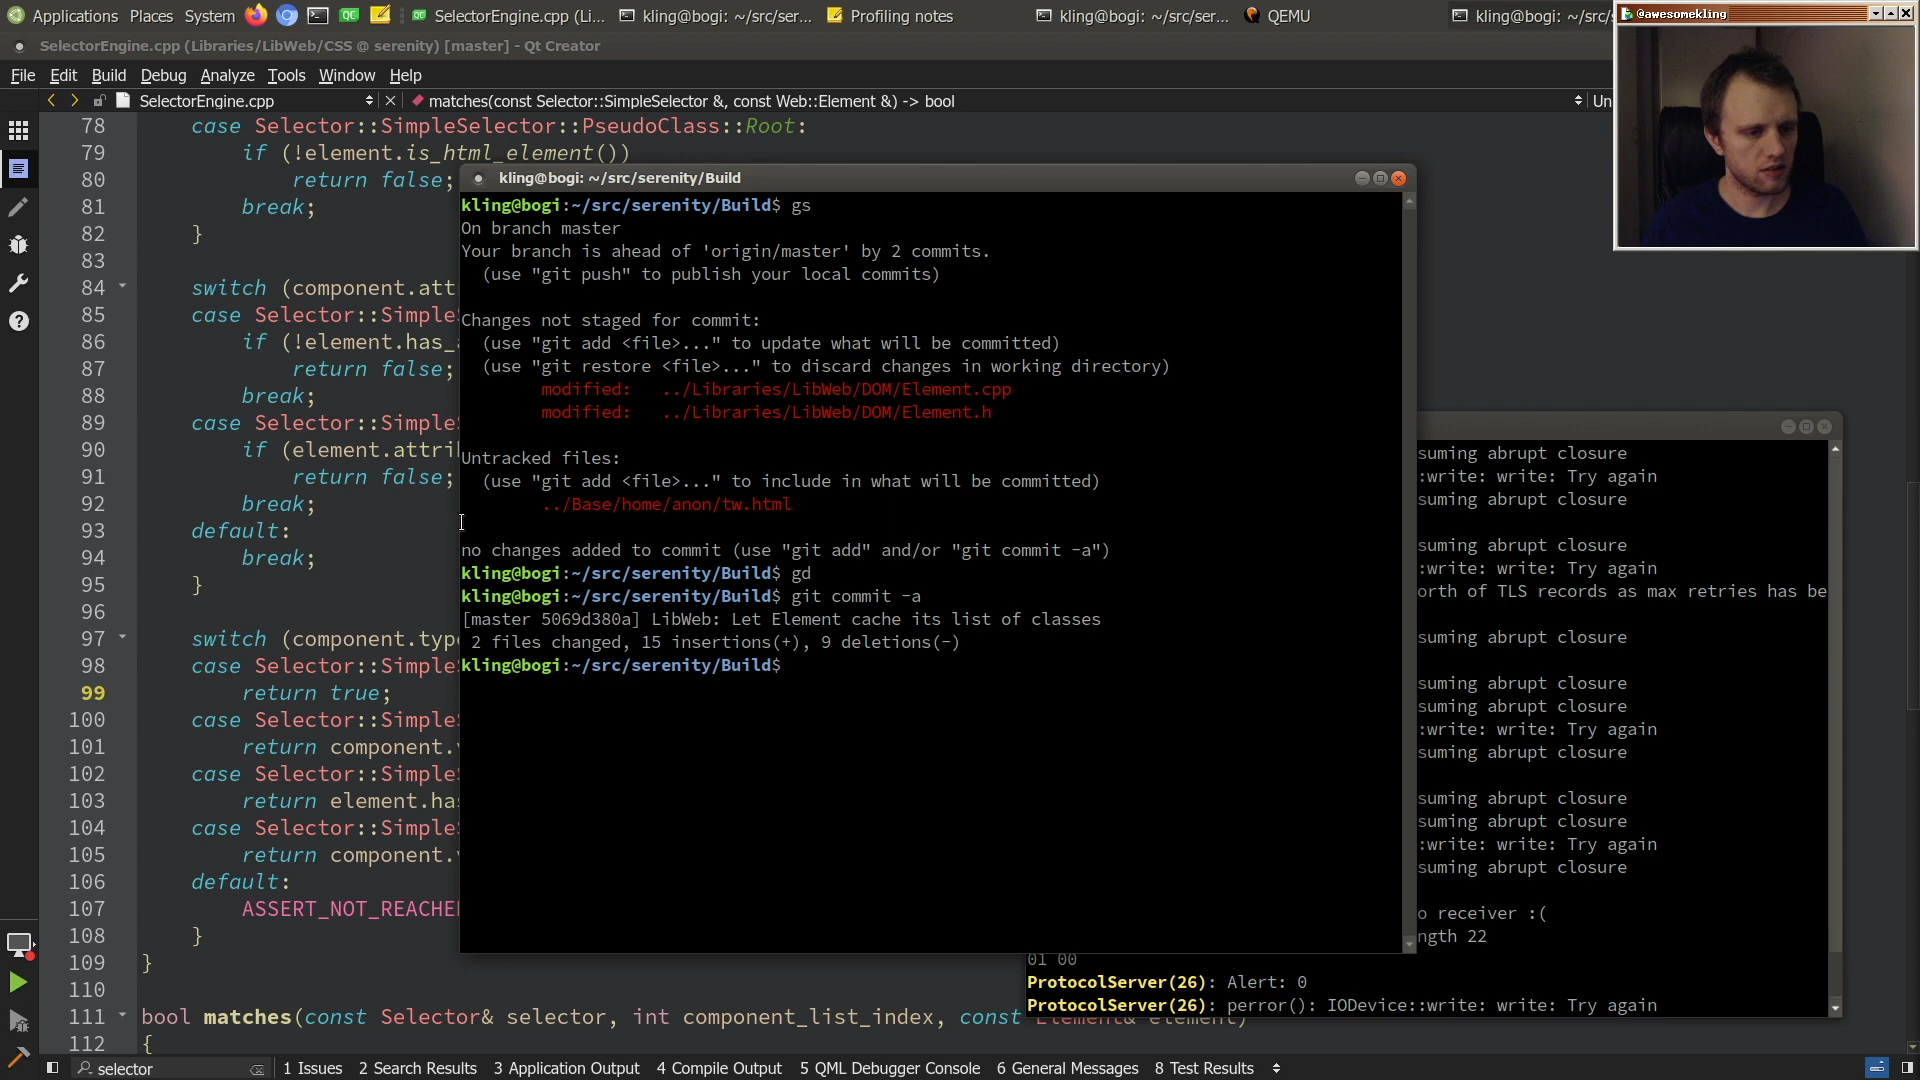 Applications Places System SelectorEngine.cpp (Li... kling@bogi: ~/src/ser... Profiling notes kling@bogi: ~/src/ser... QEMU kling@bogi: ~/src/
@awesomekling
SelectorEngine.cpp (Libraries/LibWeb/CSS @ serenity) [master] - Qt Creator
File Edit Build Debug Analyze Tools Window Help
SelectorEngine.cpp matches(const Selector::SimpleSelector &, const Web::Element &) -> bool Un
78 case Selector::SimpleSelector::PseudoClass::Root:
79 if (!element.is_html_element())
80 return false;
81 break;
82 }
83
84 switch (component.att
85 case Selector::SimpleS
86 if (!element.has_a
87 return false;
88 break;
89 case Selector::SimpleS
90 if (element.attri
91 return false;
92 break;
93 default:
94 break;
95 }
96
97 switch (component.type
98 case Selector::SimpleS
99 return true;
100 case Selector::SimpleS
101 return component.v
102 case Selector::SimpleS
103 return element.has
104 case Selector::SimpleS
105 return component.v
106 default:
107 ASSERT_NOT_REACHE
108 }
109 }
110
111 bool matches(const Selector& selector, int component_list_index, const Element& element)
112 {
kling@bogi: ~/src/serenity/Build
kling@bogi:~/src/serenity/Build$ gs
On branch master
Your branch is ahead of 'origin/master' by 2 commits.
(use "git push" to publish your local commits)
Changes not staged for commit:
(use "git add <file>..." to update what will be committed)
(use "git restore <file>..." to discard changes in working directory)
modified: ../Libraries/LibWeb/DOM/Element.cpp
modified: ../Libraries/LibWeb/DOM/Element.h
Untracked files:
(use "git add <file>..." to include in what will be committed)
../Base/home/anon/tw.html
no changes added to commit (use "git add" and/or "git commit -a")
kling@bogi:~/src/serenity/Build$ gd
kling@bogi:~/src/serenity/Build$ git commit -a
[master 5069d380a] LibWeb: Let Element cache its list of classes
2 files changed, 15 insertions(+), 9 deletions(-)
kling@bogi:~/src/serenity/Build$
suming abrupt closure
:write: write: Try again
suming abrupt closure
suming abrupt closure
:write: write: Try again
orth of TLS records as max retries has be
suming abrupt closure
suming abrupt closure
suming abrupt closure
:write: write: Try again
suming abrupt closure
suming abrupt closure
suming abrupt closure
:write: write: Try again
suming abrupt closure
o receiver :(
ngth 22
01 00
ProtocolServer(26): Alert: 0
ProtocolServer(26): perror(): IODevice::write: write: Try again
selector 1 Issues 2 Search Results 3 Application Output 4 Compile Output 5 QML Debugger Console 6 General Messages 8 Test Results